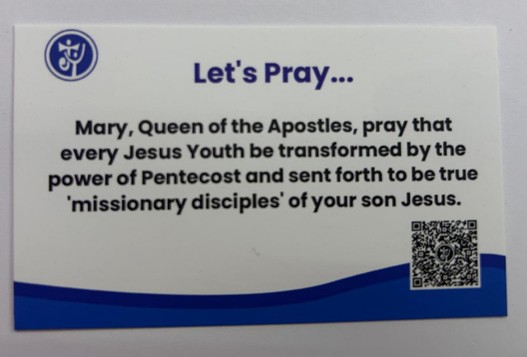 Let's Pray...
Mary, Queen of the Apostles, pray that
every Jesus Youth be transformed by the
power of Pentecost and sent forth to be true
'missionary disciples' of your son Jesus.